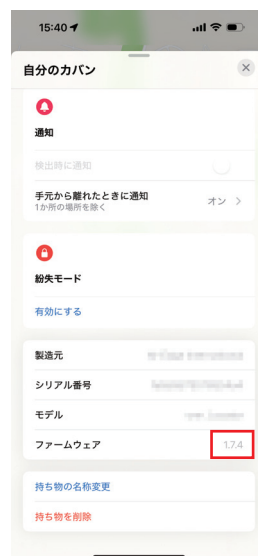 15:40
自分のカバン
通知
検出時に通知
手元から離れたときに通知
1か所の場所を除く
オン
紛失モード
有効にする
製造元
シリアル番号
モデル
ファームウェア
1.7.4
持ち物の名称変更
持ち物を削除